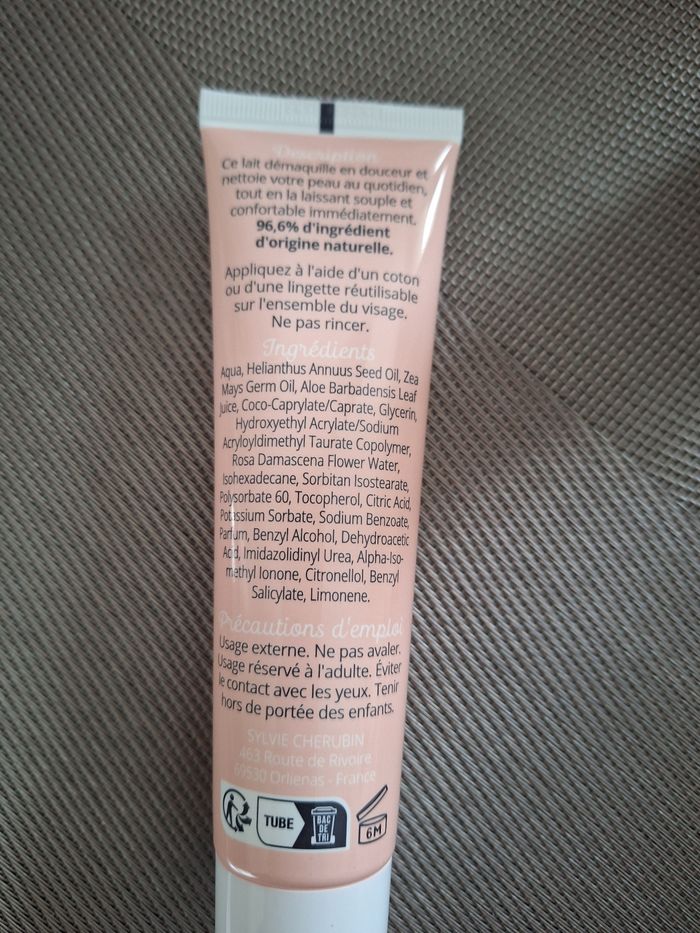 Description
Ce lait démaquille en douceur et
nettoie votre peau au quotidien,
tout en la laissant souple et
confortable immédiatement.
96,6% d'ingrédient
d'origine naturelle.
Appliquez à l'aide d'un coton
ou d'une lingette réutilisable
sur l'ensemble du visage.
Ne pas rincer.
Ingrédients
Aqua, Helianthus Annuus Seed Oil, Zea
Mays Germ Oil, Aloe Barbadensis Leaf
Juice, Coco-Caprylate/Caprate, Glycerin,
Hydroxyethyl Acrylate/Sodium
Acryloyldimethyl Taurate Copolymer,
Rosa Damascena Flower Water,
Isohexadecane, Sorbitan Isostearate,
Polysorbate 60, Tocopherol, Citric Acid,
Potassium Sorbate, Sodium Benzoate,
Parfum, Benzyl Alcohol, Dehydroacetic
Acid, Imidazolidinyl Urea, Alpha-Iso-
methyl Ionone, Citronellol, Benzyl
Salicylate, Limonene.
Précautions d'emploi
Usage externe. Ne pas avaler.
Usage réservé à l'adulte. Éviter
le contact avec les yeux. Tenir
hors de portée des enfants.
SYLVIE CHERUBIN
463 Route de Rivoire
69530 Orlienas - France
TUBE
BAC
DE
TRI
6M